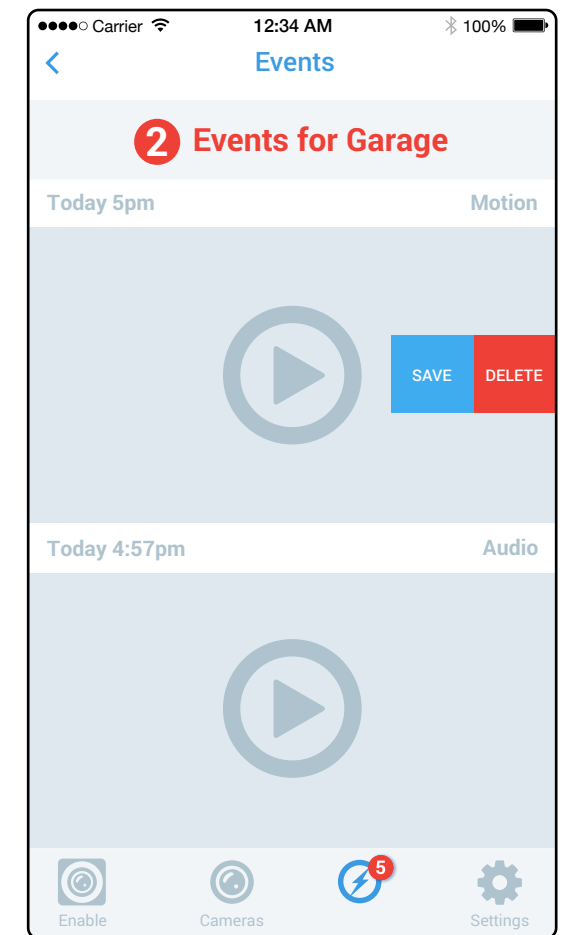 Carrier 12:34 AM 100%
Events
2 Events for Garage
Today 5pm Motion
SAVE DELETE
Today 4:57pm Audio
5
Enable Cameras Settings